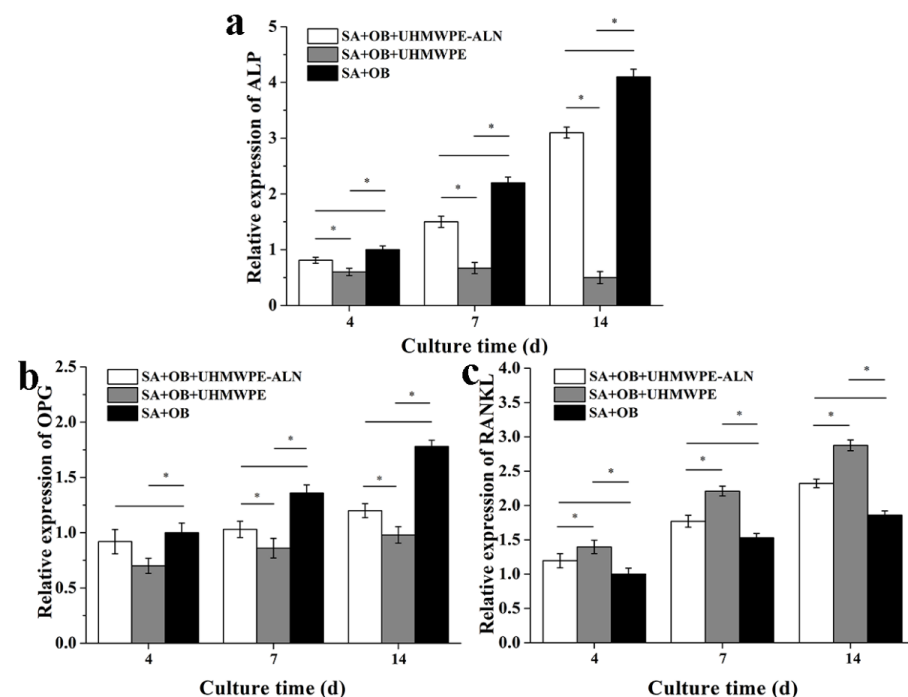 a
Relative expression of ALP
5
4
3
2
1
0
SA+OB+UHMWPE-ALN
SA+OB+UHMWPE
SA+OB
*
*
*
*
*
*
4
7
14
Culture time (d)
b
Relative expression of OPG
2.5
2.0
1.5
1.0
0.5
0.0
SA+OB+UHMWPE-ALN
SA+OB+UHMWPE
SA+OB
*
*
*
*
*
4
7
14
Culture time (d)
c
Relative expression of RANKL
4.0
3.5
3.0
2.5
2.0
1.5
1.0
0.5
0.0
SA+OB+UHMWPE-ALN
SA+OB+UHMWPE
SA+OB
*
*
*
*
*
*
4
7
14
Culture time (d)